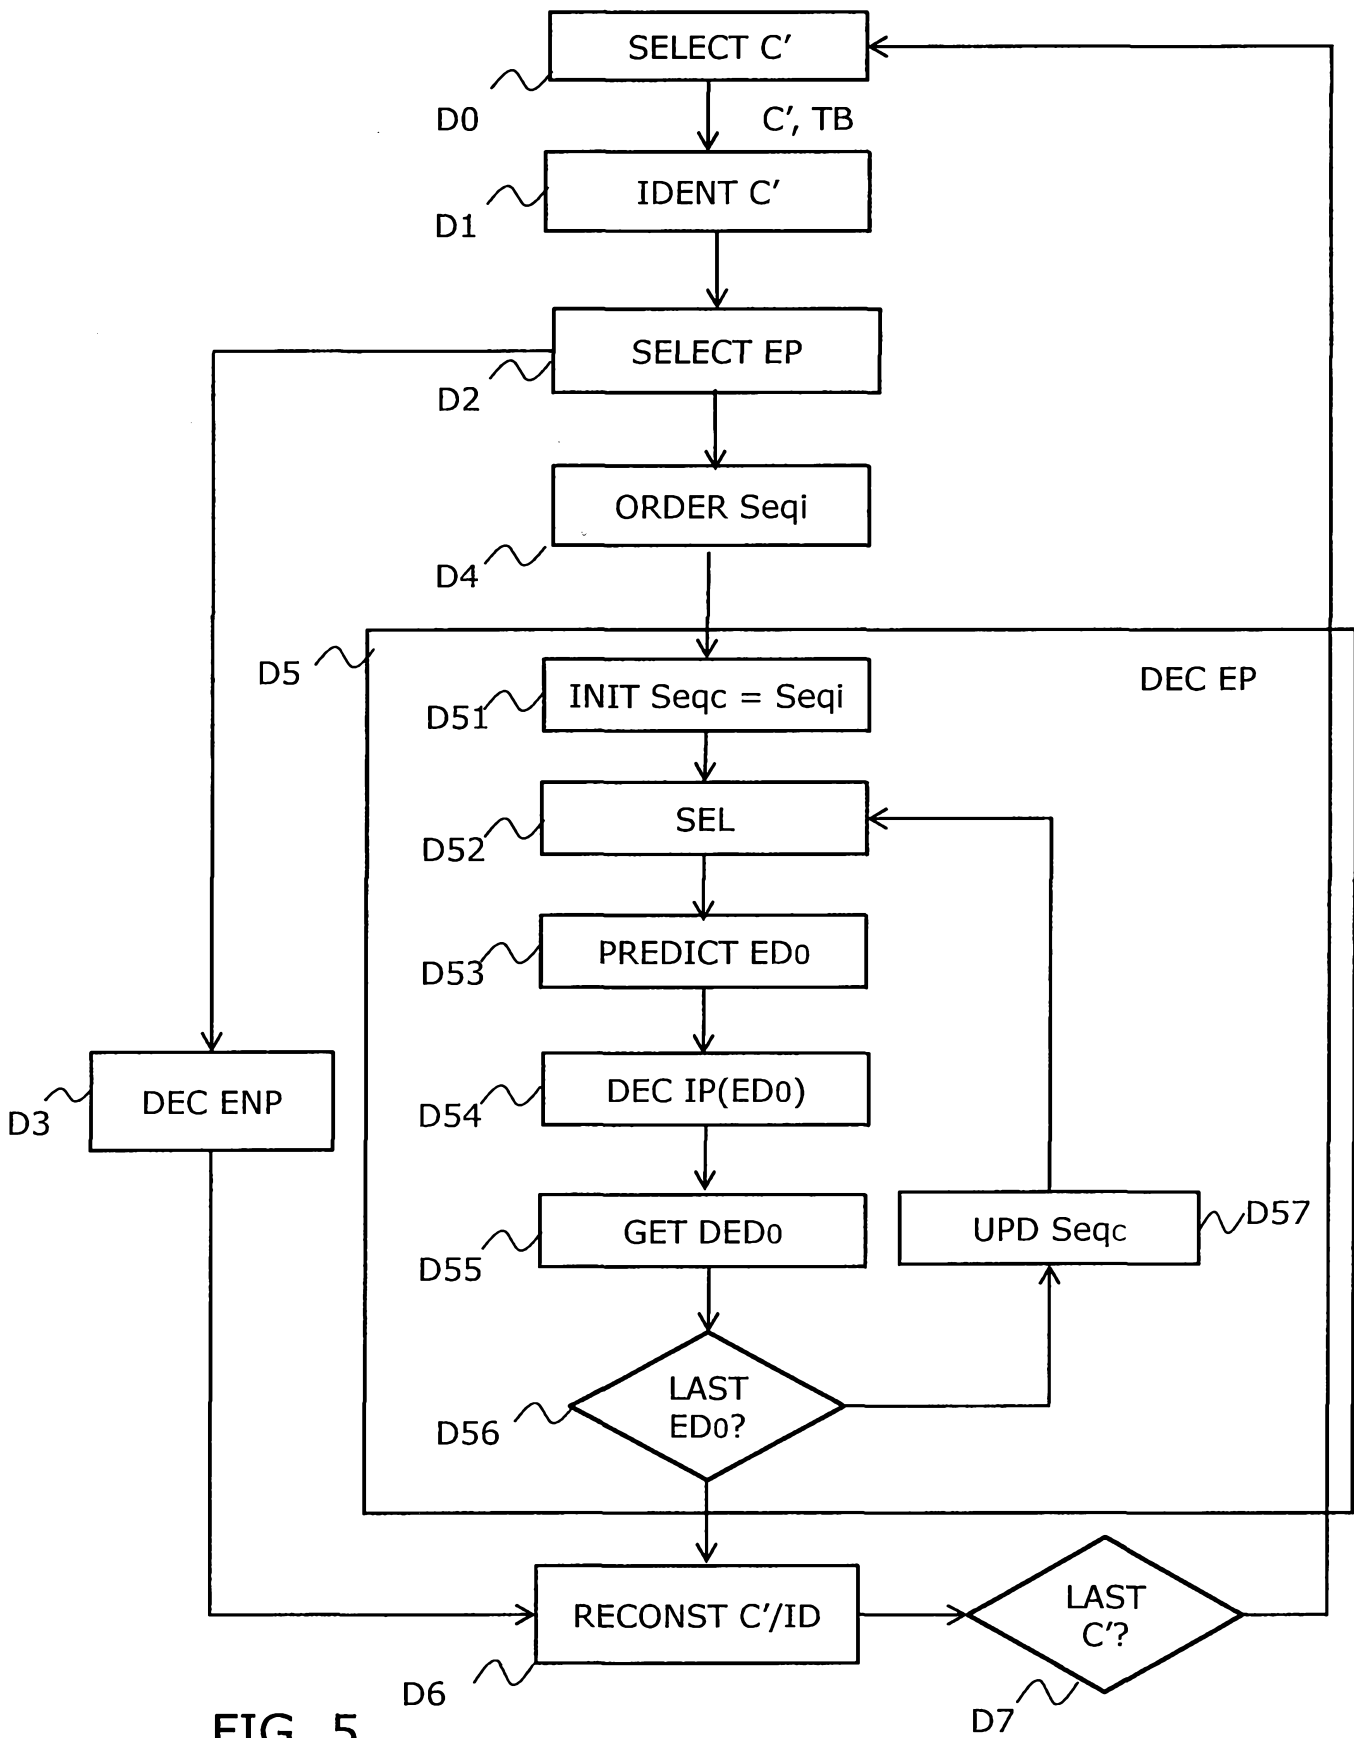 SELECT C'
D0
C', TB
IDENT C'
D1
SELECT EP
D2
ORDER Seqi
D4
D5
DEC EP
INIT Seqc = Seqi
D51
SEL
D52
PREDICT ED0
D53
DEC ENP
D3
DEC IP(ED0)
D54
GET DED0
D55
UPD Seqc
D57
LAST
ED0?
D56
RECONST C'/ID
D6
LAST
C'?
D7
FIG. 5